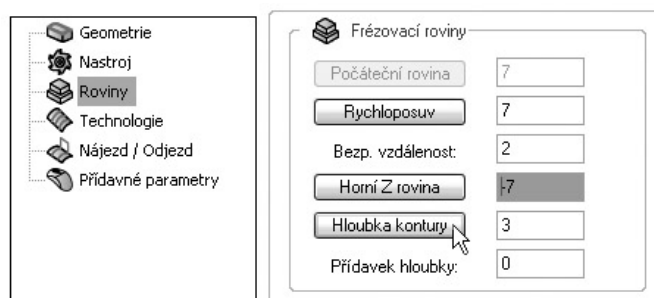 Geometrie
Nastroj
Roviny
Technologie
Nájezd / Odjezd
Přídavné parametry
Frézovací roviny
Počáteční rovina 7
Rychloposuv 7
Bezp. vzdálenost: 2
Horní Z rovina -7
Hloubka kontury 3
Přídavek hloubky: 0